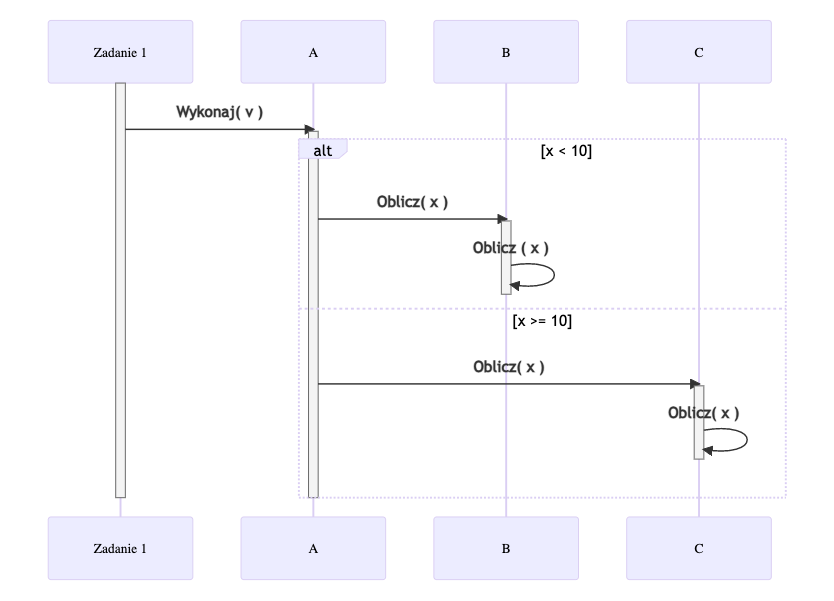 Zadanie 1
A
B
C
Wykonaj( v )
alt
[x < 10]
Oblicz( x )
Oblicz ( x )
[x >= 10]
Oblicz( x )
Oblicz( x )
Zadanie 1
A
B
C